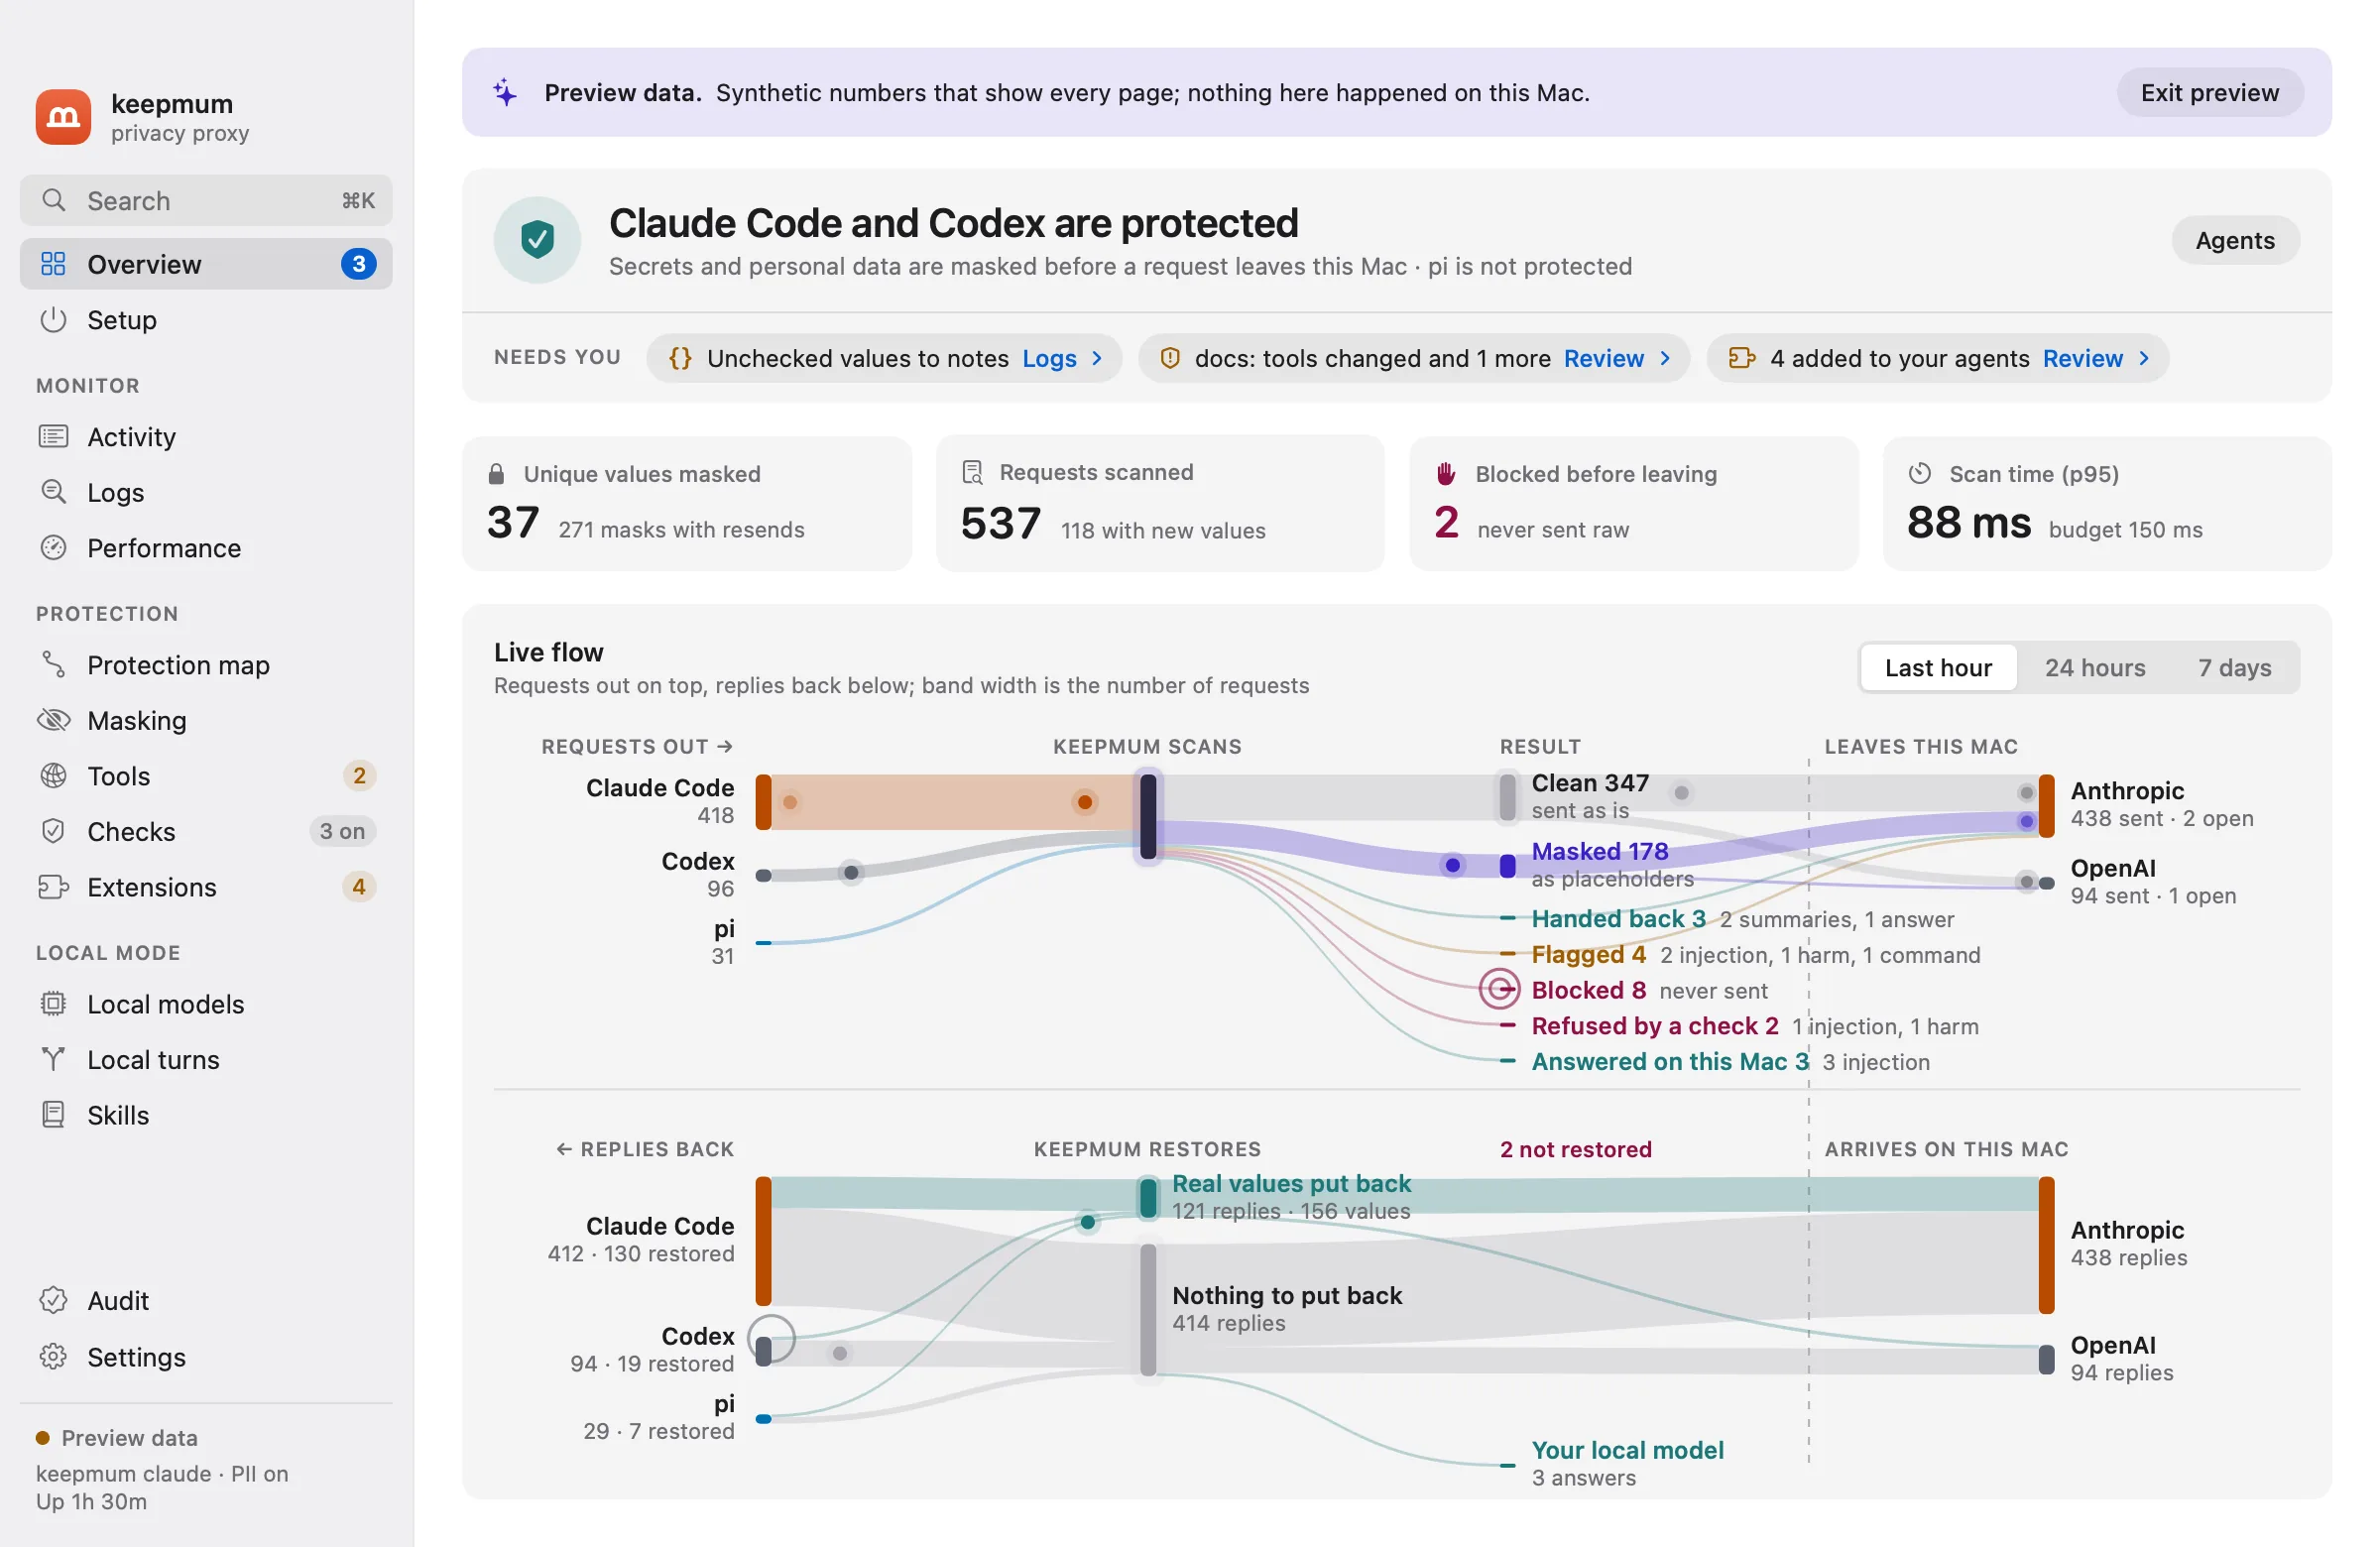 keepmum
privacy proxy
Search ⌘K
Overview 3
Setup
MONITOR
Activity
Logs
Performance
PROTECTION
Protection map
Masking
Tools 2
Checks 3 on
Extensions 4
LOCAL MODE
Local models
Local turns
Skills
Audit
Settings
Preview data
keepmum claude · PII on
Up 1h 30m
Preview data. Synthetic numbers that show every page; nothing here happened on this Mac.
Exit preview
Claude Code and Codex are protected
Secrets and personal data are masked before a request leaves this Mac · pi is not protected
Agents
NEEDS YOU
{} Unchecked values to notes Logs >
docs: tools changed and 1 more Review >
4 added to your agents Review >
Unique values masked
37 271 masks with resends
Requests scanned
537 118 with new values
Blocked before leaving
2 never sent raw
Scan time (p95)
88 ms budget 150 ms
Live flow
Requests out on top, replies back below; band width is the number of requests
Last hour 24 hours 7 days
REQUESTS OUT → KEEPMUM SCANS RESULT LEAVES THIS MAC
Claude Code
418
Codex
96
pi
31
Clean 347
sent as is
Masked 178
as placeholders
Handed back 3 2 summaries, 1 answer
Flagged 4 2 injection, 1 harm, 1 command
Blocked 8 never sent
Refused by a check 2 1 injection, 1 harm
Answered on this Mac 3 3 injection
Anthropic
438 sent · 2 open
OpenAI
94 sent · 1 open
← REPLIES BACK KEEPMUM RESTORES 2 not restored ARRIVES ON THIS MAC
Claude Code
412 · 130 restored
Codex
94 · 19 restored
pi
29 · 7 restored
Real values put back
121 replies · 156 values
Nothing to put back
414 replies
Your local model
3 answers
Anthropic
438 replies
OpenAI
94 replies